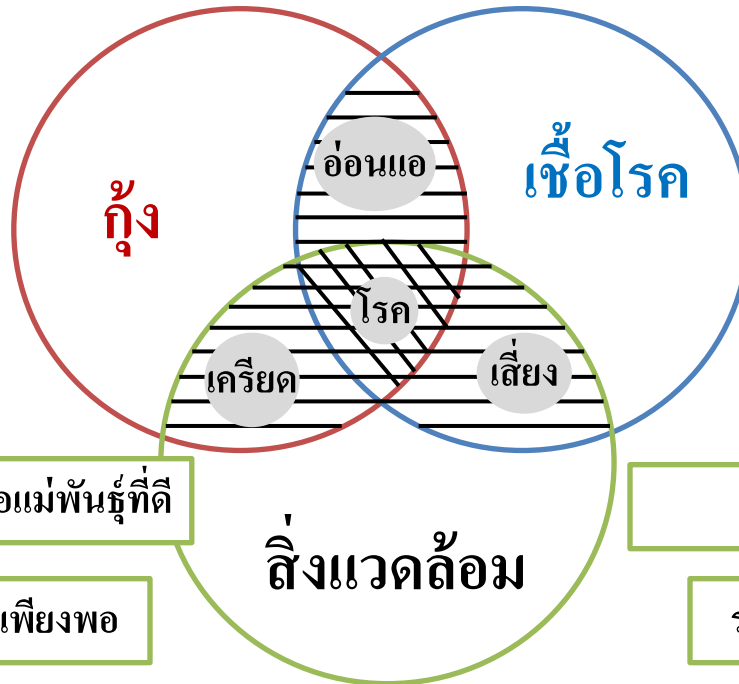 อ่อนแอ
เชื้อโรค
กุ้ง
โรค
เครียด
เสี่ยง
อแม่พันธุ์ที่ดี
สิ่งแวดล้อม
เพียงพอ